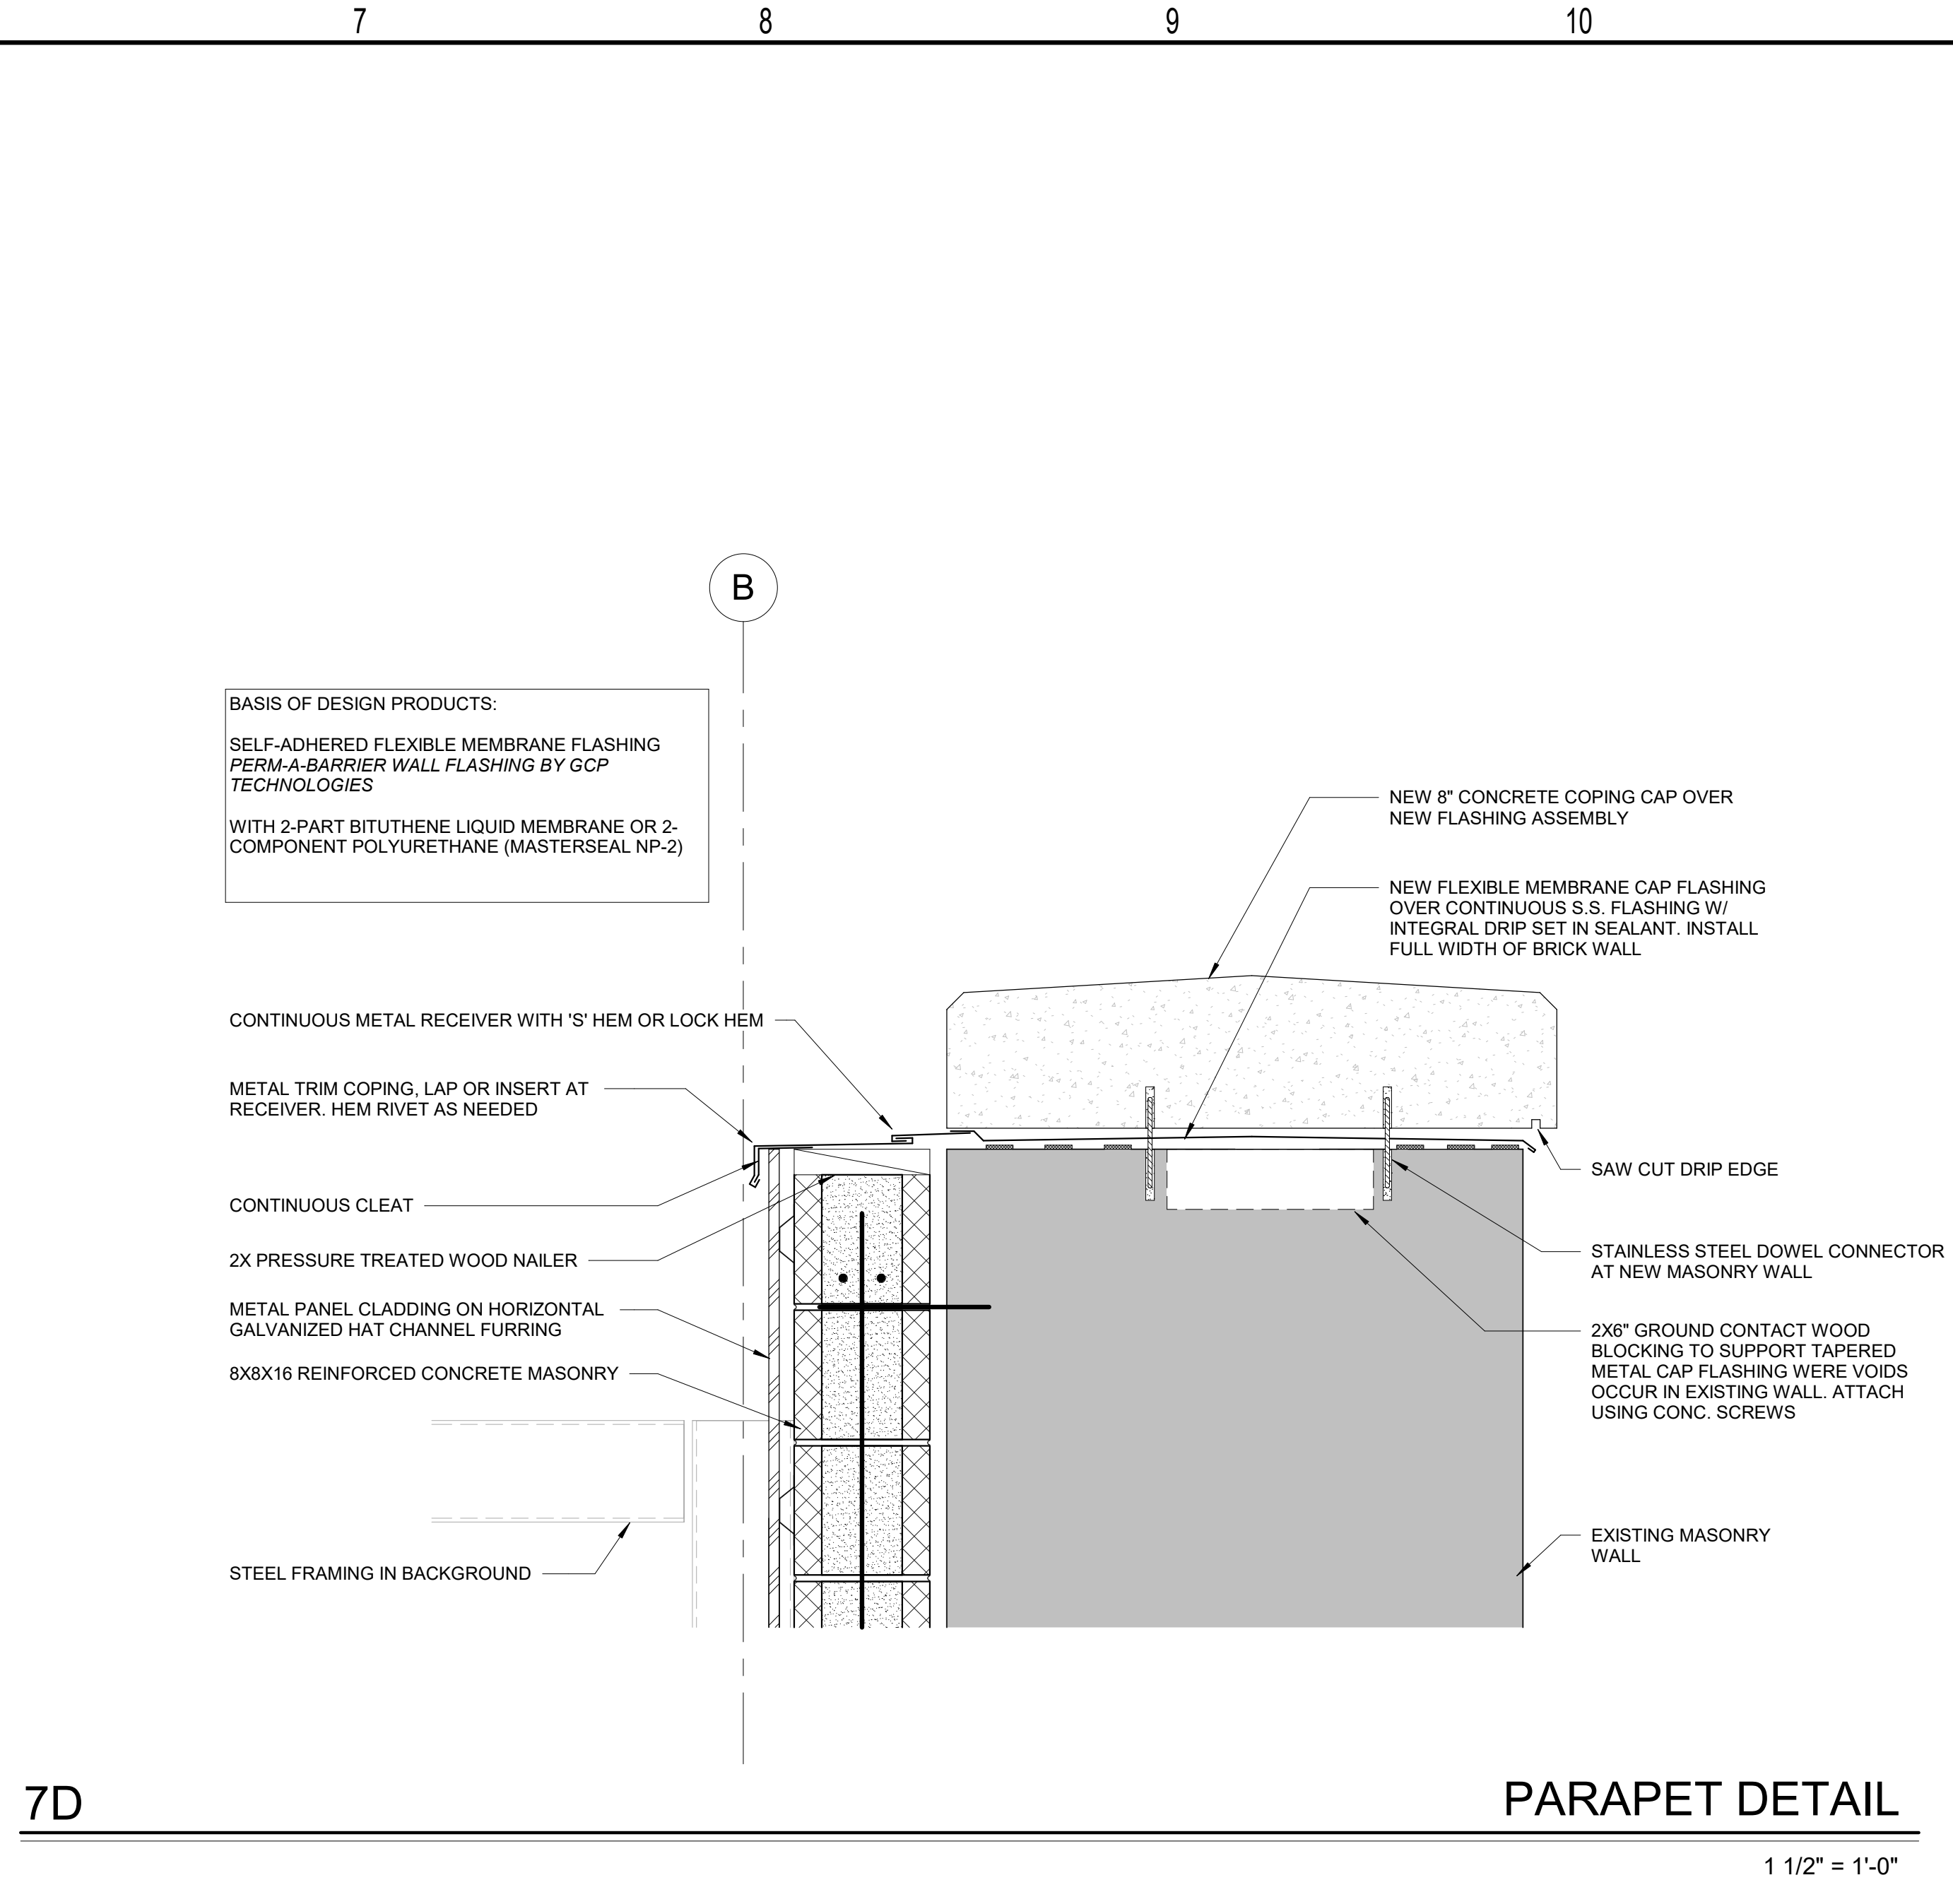 7
8
9
10
B
BASIS OF DESIGN PRODUCTS:
SELF-ADHERED FLEXIBLE MEMBRANE FLASHING
PERM-A-BARRIER WALL FLASHING BY GCP
TECHNOLOGIES
WITH 2-PART BITUTHENE LIQUID MEMBRANE OR 2-
COMPONENT POLYURETHANE (MASTERSEAL NP-2)
CONTINUOUS METAL RECEIVER WITH 'S' HEM OR LOCK HEM
METAL TRIM COPING, LAP OR INSERT AT
RECEIVER. HEM RIVET AS NEEDED
CONTINUOUS CLEAT
2X PRESSURE TREATED WOOD NAILER
METAL PANEL CLADDING ON HORIZONTAL
GALVANIZED HAT CHANNEL FURRING
8X8X16 REINFORCED CONCRETE MASONRY
STEEL FRAMING IN BACKGROUND
NEW 8" CONCRETE COPING CAP OVER
NEW FLASHING ASSEMBLY
NEW FLEXIBLE MEMBRANE CAP FLASHING
OVER CONTINUOUS S.S. FLASHING W/
INTEGRAL DRIP SET IN SEALANT. INSTALL
FULL WIDTH OF BRICK WALL
SAW CUT DRIP EDGE
STAINLESS STEEL DOWEL CONNECTOR
AT NEW MASONRY WALL
2X6" GROUND CONTACT WOOD
BLOCKING TO SUPPORT TAPERED
METAL CAP FLASHING WERE VOIDS
OCCUR IN EXISTING WALL. ATTACH
USING CONC. SCREWS
EXISTING MASONRY
WALL
7D
PARAPET DETAIL
1 1/2" = 1'-0"